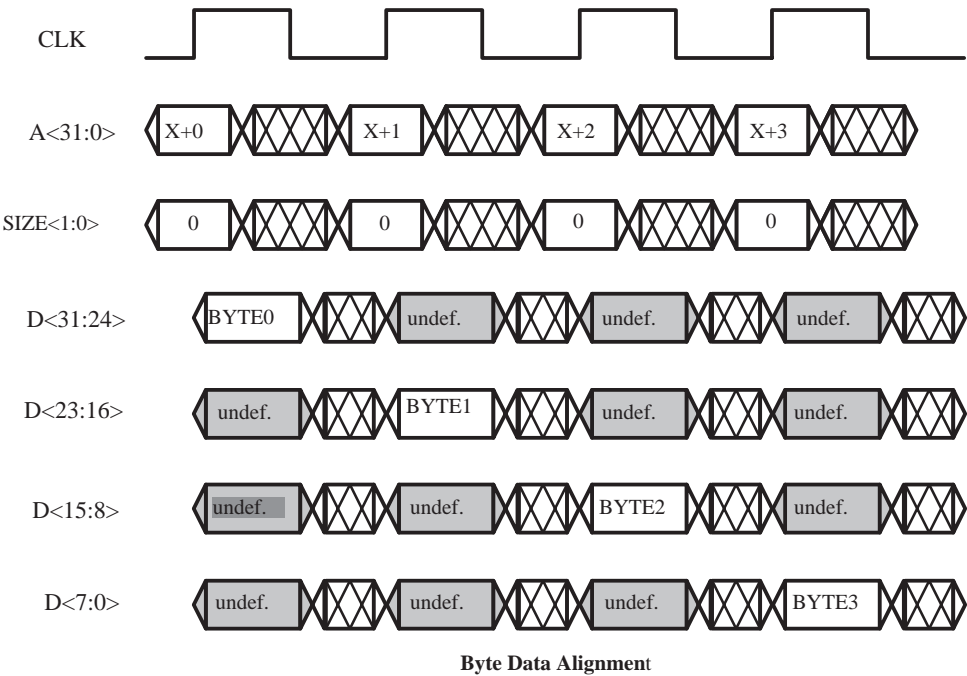 CLK
A<31:0> X+0 X+1 X+2 X+3
SIZE<1:0> 0 0 0 0
D<31:24> BYTE0 undef. undef. undef.
D<23:16> undef. BYTE1 undef. undef.
D<15:8> undef. undef. BYTE2 undef.
D<7:0> undef. undef. undef. BYTE3
Byte Data Alignment